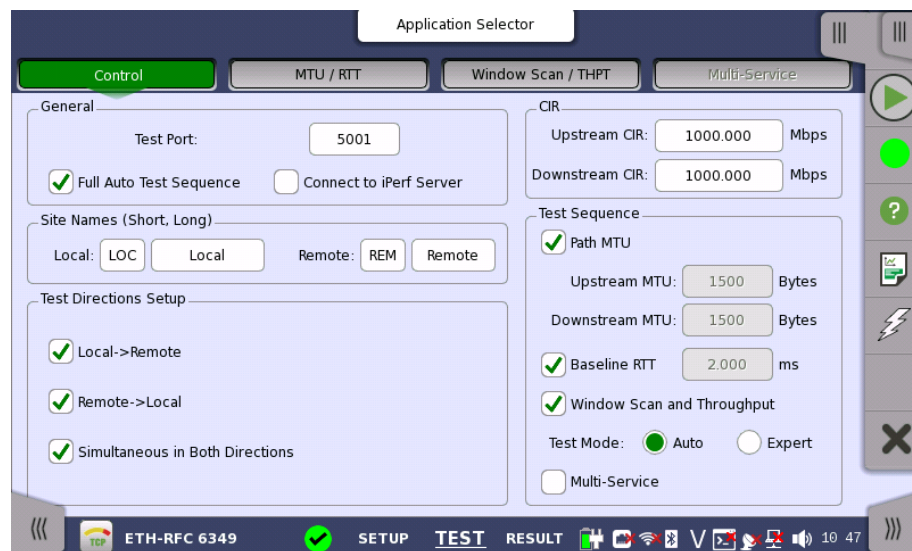 Application Selector
Control MTU / RTT Window Scan / THPT Multi-Service
General
Test Port: 5001
Full Auto Test Sequence Connect to iPerf Server
Site Names (Short, Long)
Local: LOC Local Remote: REM Remote
Test Directions Setup
Local->Remote
Remote->Local
Simultaneous in Both Directions
CIR
Upstream CIR: 1000.000 Mbps
Downstream CIR: 1000.000 Mbps
Test Sequence
Path MTU
Upstream MTU: 1500 Bytes
Downstream MTU: 1500 Bytes
Baseline RTT 2.000 ms
Window Scan and Throughput
Test Mode: Auto Expert
Multi-Service
?
TCP ETH-RFC 6349 SETUP TEST RESULT V 10 47